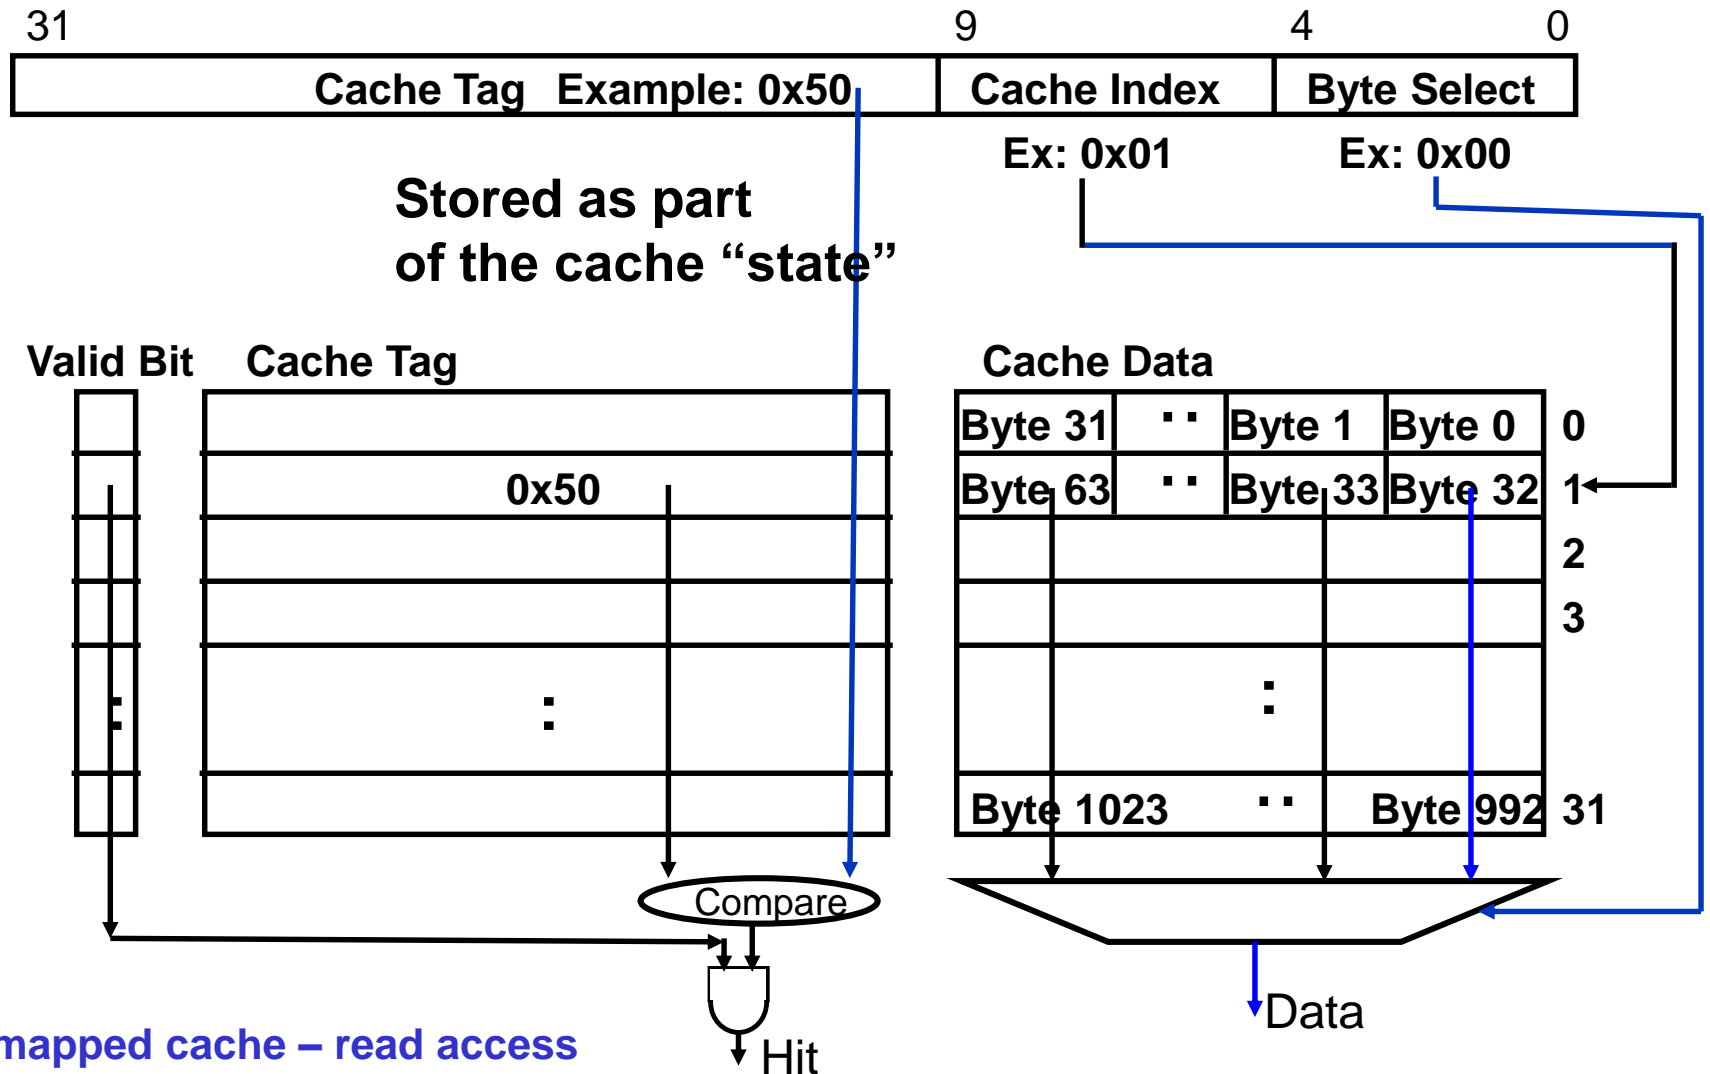 31 9 4 0
Cache Tag Example: 0x50 Cache Index Byte Select
Ex: 0x01 Ex: 0x00
Stored as part
of the cache “state”
Valid Bit Cache Tag Cache Data
Byte 31 .. Byte 1 Byte 0 0
0x50 Byte 63 .. Byte 33 Byte 32 1
2
3
: : :
Byte 1023 .. Byte 992 31
Compare
Data
mapped cache – read access
Hit